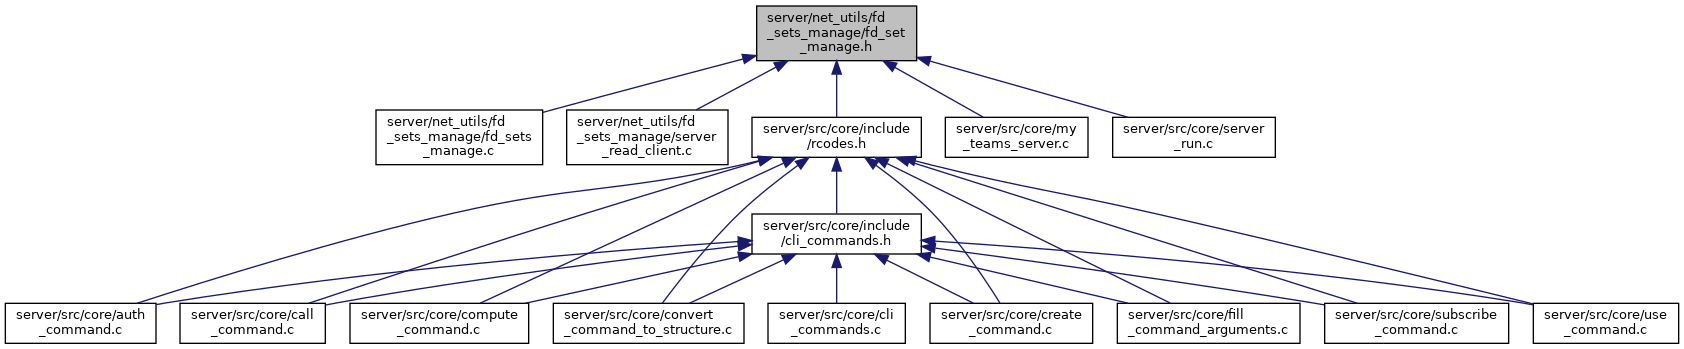 server/net_utils/fd
_sets_manage/fd_set
_manage.h
server/net_utils/fd
_sets_manage/fd_sets
_manage.c
server/net_utils/fd
_sets_manage/server
_read_client.c
server/src/core/include
/rcodes.h
server/src/core/my
_teams_server.c
server/src/core/server
_run.c
server/src/core/include
/cli_commands.h
server/src/core/auth
_command.c
server/src/core/call
_command.c
server/src/core/compute
_command.c
server/src/core/convert
_command_to_structure.c
server/src/core/cli
_commands.c
server/src/core/create
_command.c
server/src/core/fill
_command_arguments.c
server/src/core/subscribe
_command.c
server/src/core/use
_command.c